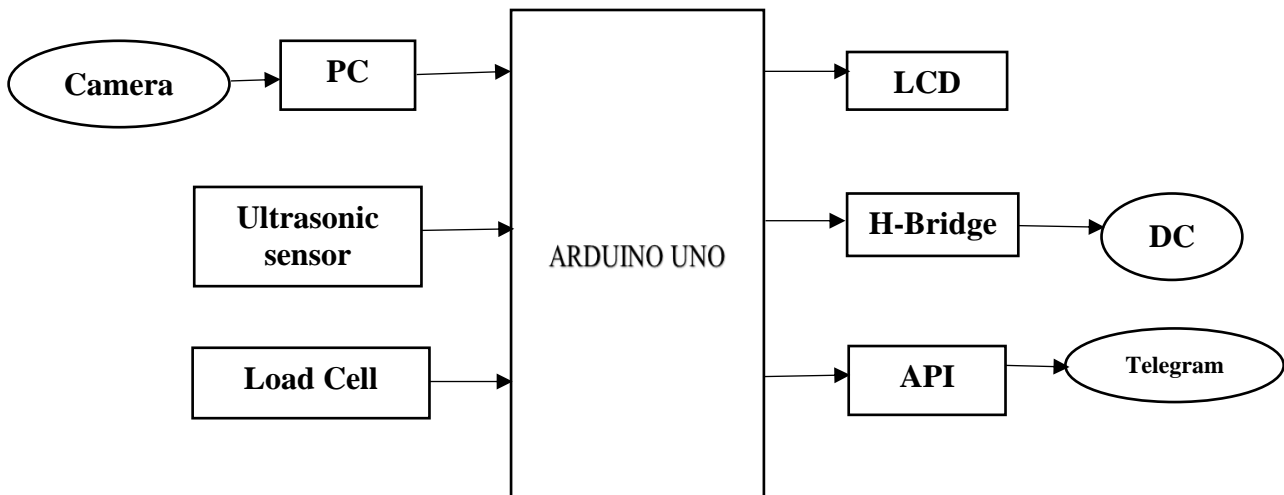 Camera
PC
LCD
Ultrasonic
sensor
ARDUINO UNO
H-Bridge
DC
Load Cell
API
Telegram